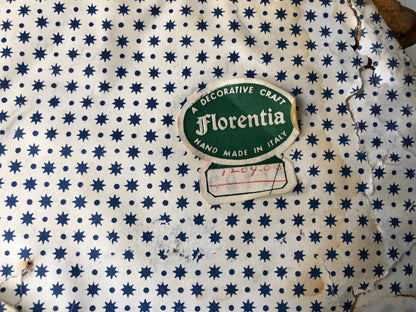 A DECORATIVE CRAFT
Florentia
HAND MADE IN ITALY